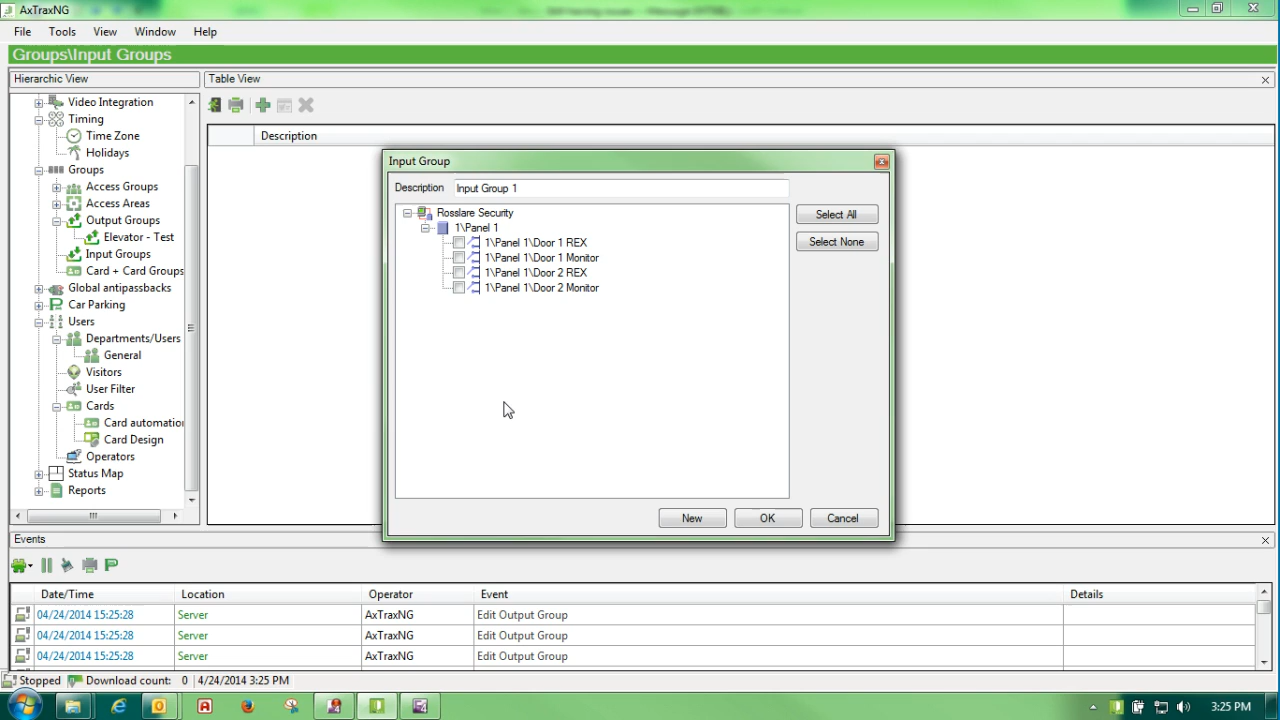 AxTraxNG
File Tools View Window Help
Groups\Input Groups
Hierarchic View
Table View
Video Integration
Timing
Time Zone
Holidays
Groups
Access Groups
Access Areas
Output Groups
Elevator - Test
Input Groups
Card + Card Groups
Global antipassbacks
Car Parking
Users
Departments/Users
General
Visitors
User Filter
Cards
Card automatio
Card Design
Operators
Status Map
Reports
Description
Input Group
Description Input Group 1
Rosslare Security
1\Panel 1
1\Panel 1\Door 1 REX
1\Panel 1\Door 1 Monitor
1\Panel 1\Door 2 REX
1\Panel 1\Door 2 Monitor
Select All
Select None
New OK Cancel
Events
Date/Time Location Operator Event Details
04/24/2014 15:25:28 Server AxTraxNG Edit Output Group
04/24/2014 15:25:28 Server AxTraxNG Edit Output Group
04/24/2014 15:25:28 Server AxTraxNG Edit Output Group
Stopped Download count: 0 4/24/2014 3:25 PM
3:25 PM